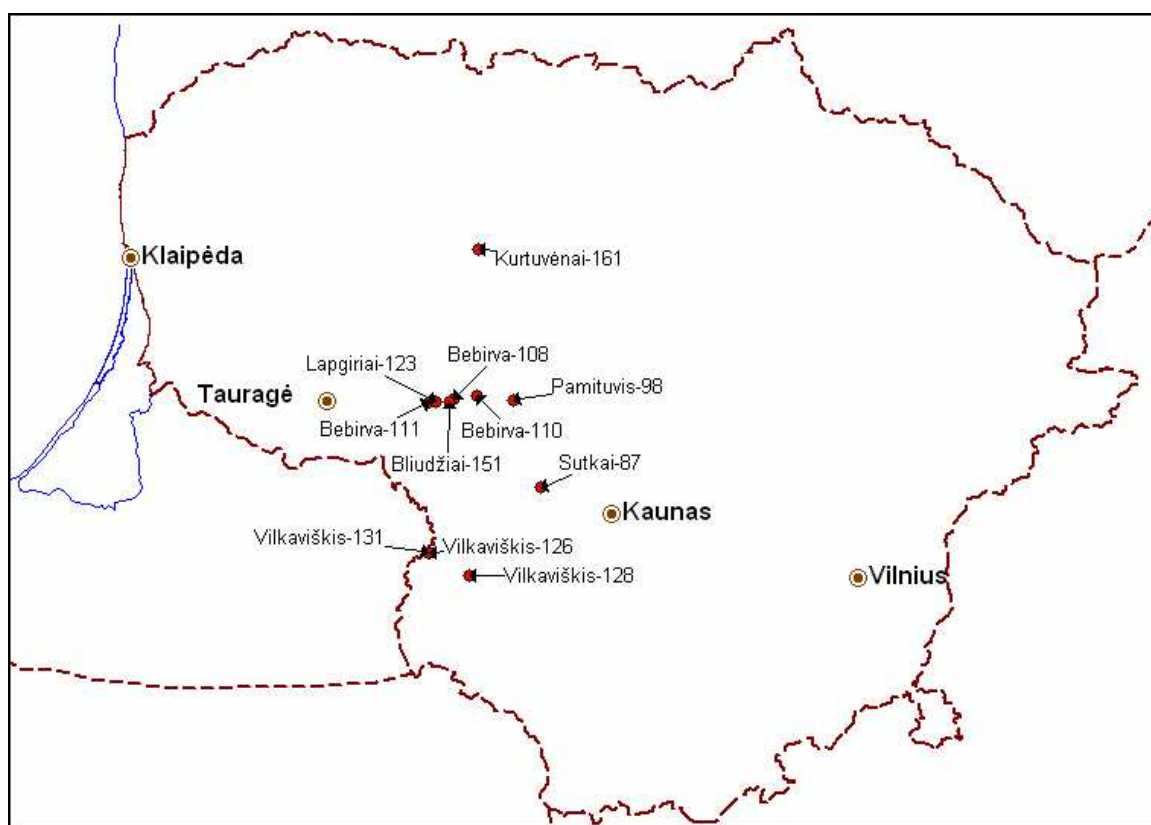 Klaipėda
Kurtuvėnai-161
Bebirva-108
Lapgiriai-123
Tauragė
Pamituvis-98
Bebirva-111
Bebirva-110
Bliudžiai-151
Sutkai-87
Kaunas
Vilkaviškis-131
Vilkaviškis-126
Vilkaviškis-128
Vilnius